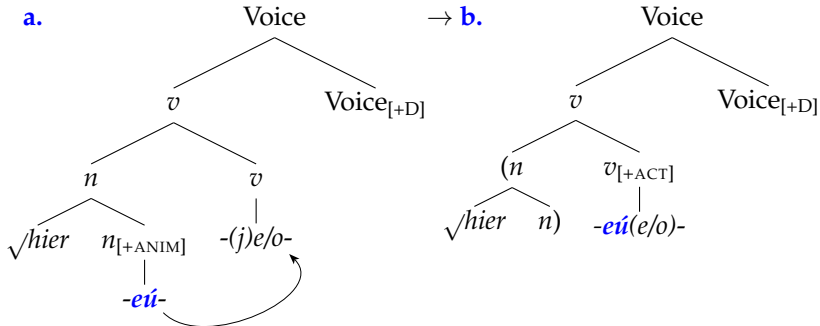 a. Voice → b. Voice
v Voice[+D] v Voice[+D]
n v (n v[+ACT]
√hier n[+ANIM] -(j)e/o- √hier n) -eú(e/o)-
-eú-